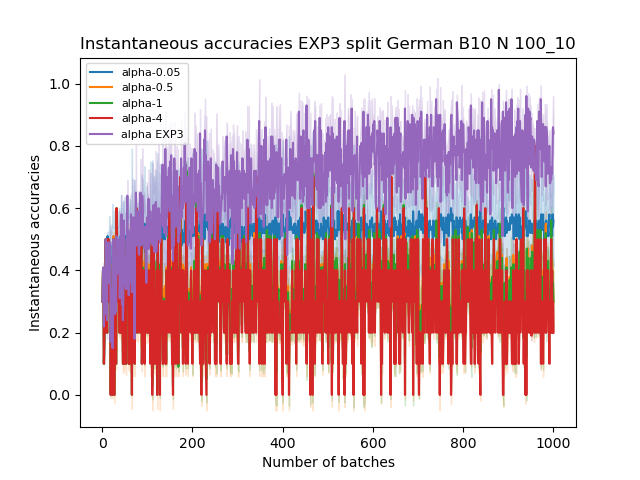 Instantaneous accuracies EXP3 split German B10 N 100_10
alpha-0.05
alpha-0.5
alpha-1
alpha-4
alpha EXP3
1.0
0.8
0.6
0.4
0.2
0.0
Instantaneous accuracies
0 200 400 600 800 1000
Number of batches